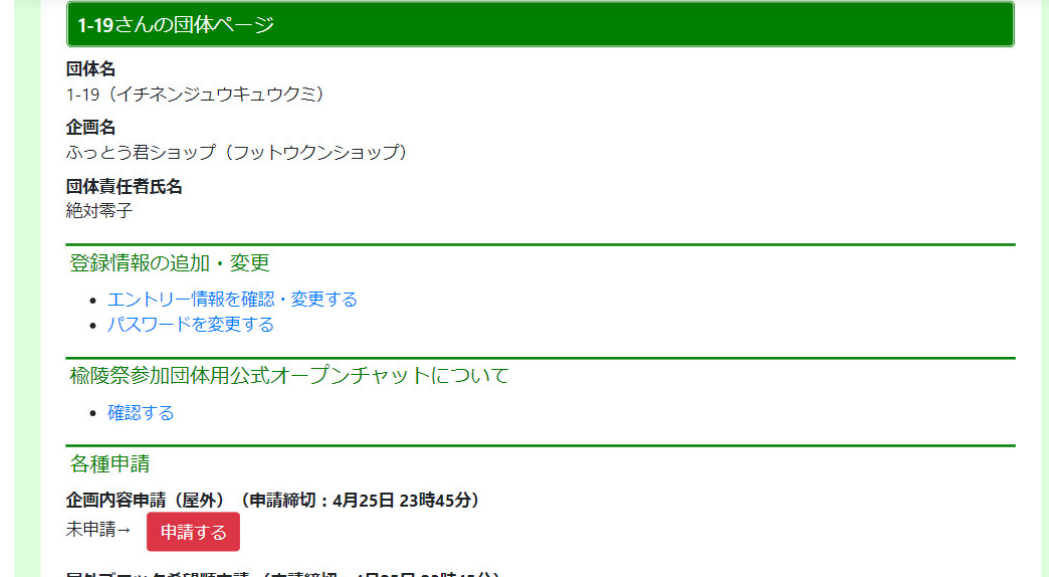 1-19さんの団体ページ
団体名
1-19（イチネンジュウキュウクミ）
企画名
ふっとう君ショップ（フットウクンショップ）
団体責任者氏名
絶対零子
登録情報の追加・変更
エントリー情報を確認・変更する
パスワードを変更する
楡陵祭参加団体用公式オープンチャットについて
確認する
各種申請
企画内容申請（屋外）（申請締切：4月25日 23時45分）
未申請→ 申請する